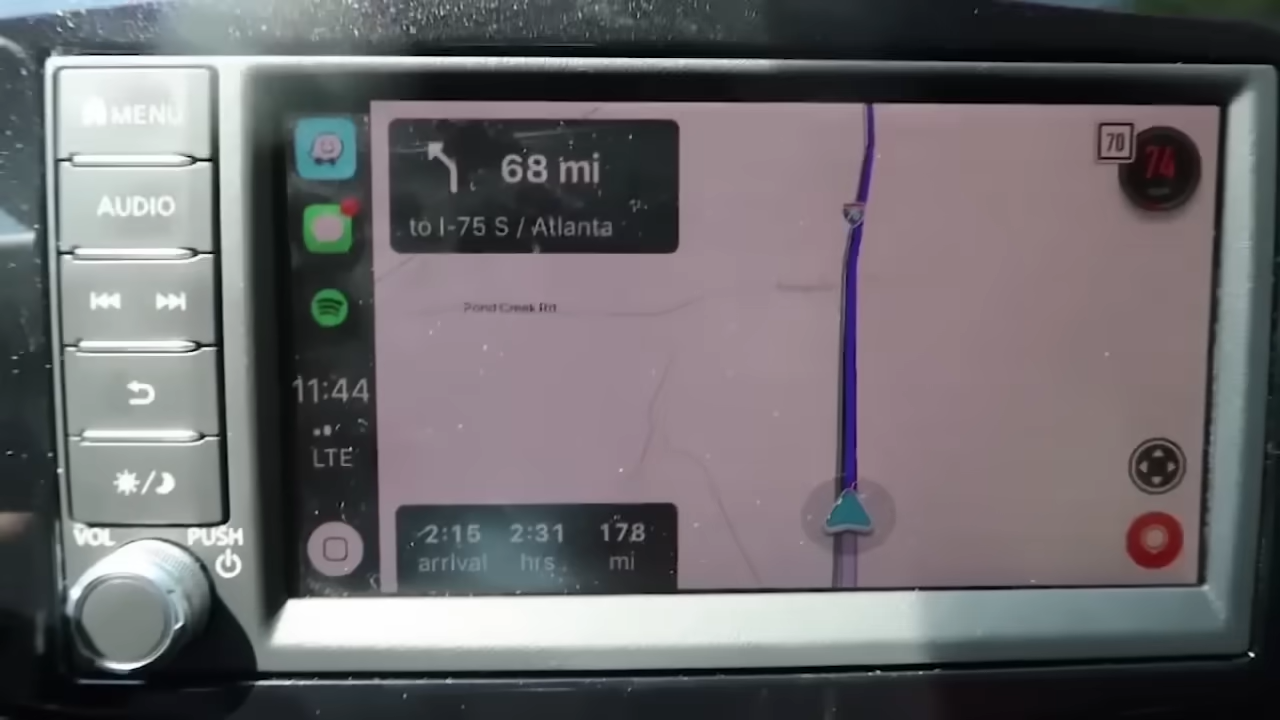 MENU
AUDIO
VOL
PUSH
11:44
LTE
68 mi
to I-75 S / Atlanta
Pond Creek Rd
70
74
2:15 2:31 178
arrival hrs mi